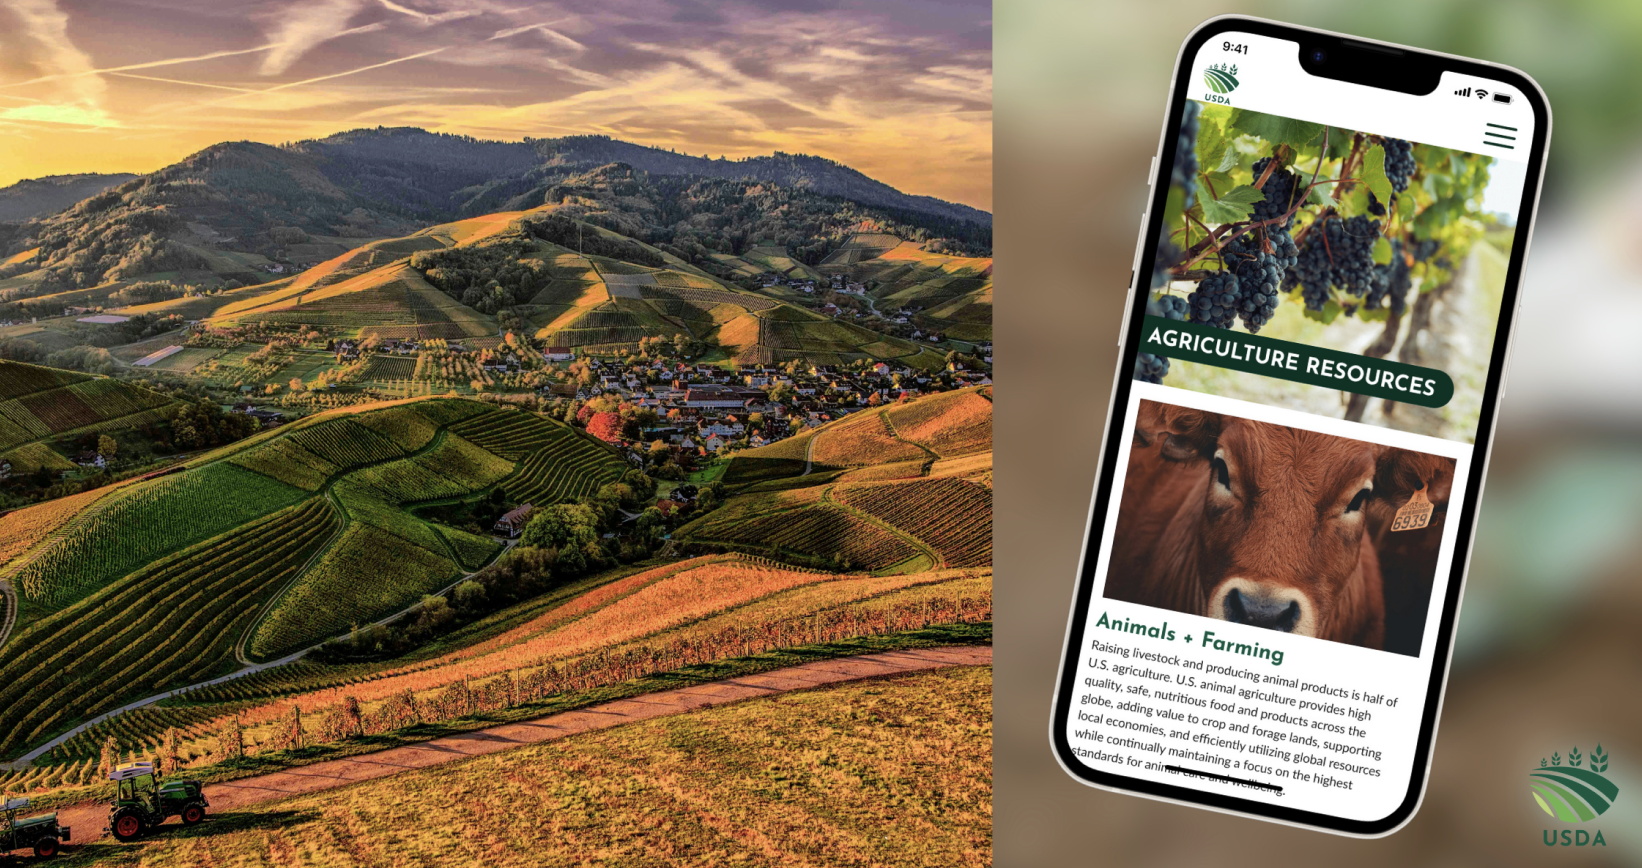 9:41
USDA
AGRICULTURE RESOURCES
6939
Animals + Farming
Raising livestock and producing animal products is half of
U.S. agriculture. U.S. animal agriculture provides high
quality, safe, nutritious food and products across the
globe, adding value to crop and forage lands, supporting
local economies, and efficiently utilizing global resources
while continually maintaining a focus on the highest
standards for animal care and wellbeing.
USDA